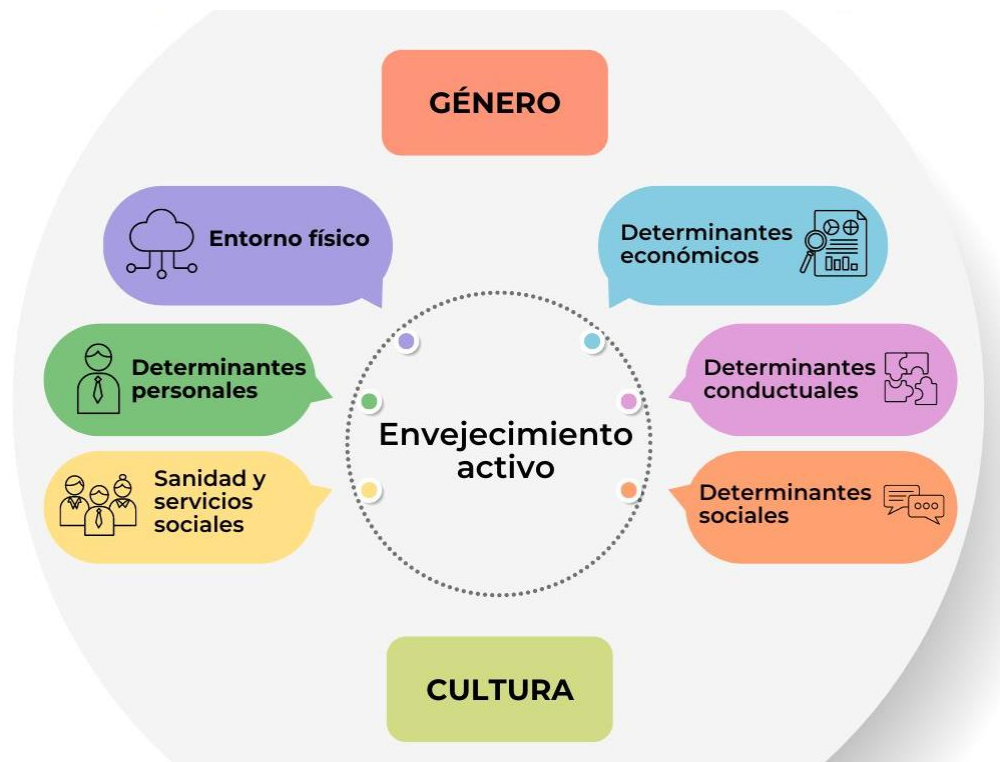 GÉNERO
Entorno físico
Determinantes
económicos
Determinantes
personales
Determinantes
conductuales
Envejecimiento
activo
Sanidad y
servicios
sociales
Determinantes
sociales
CULTURA